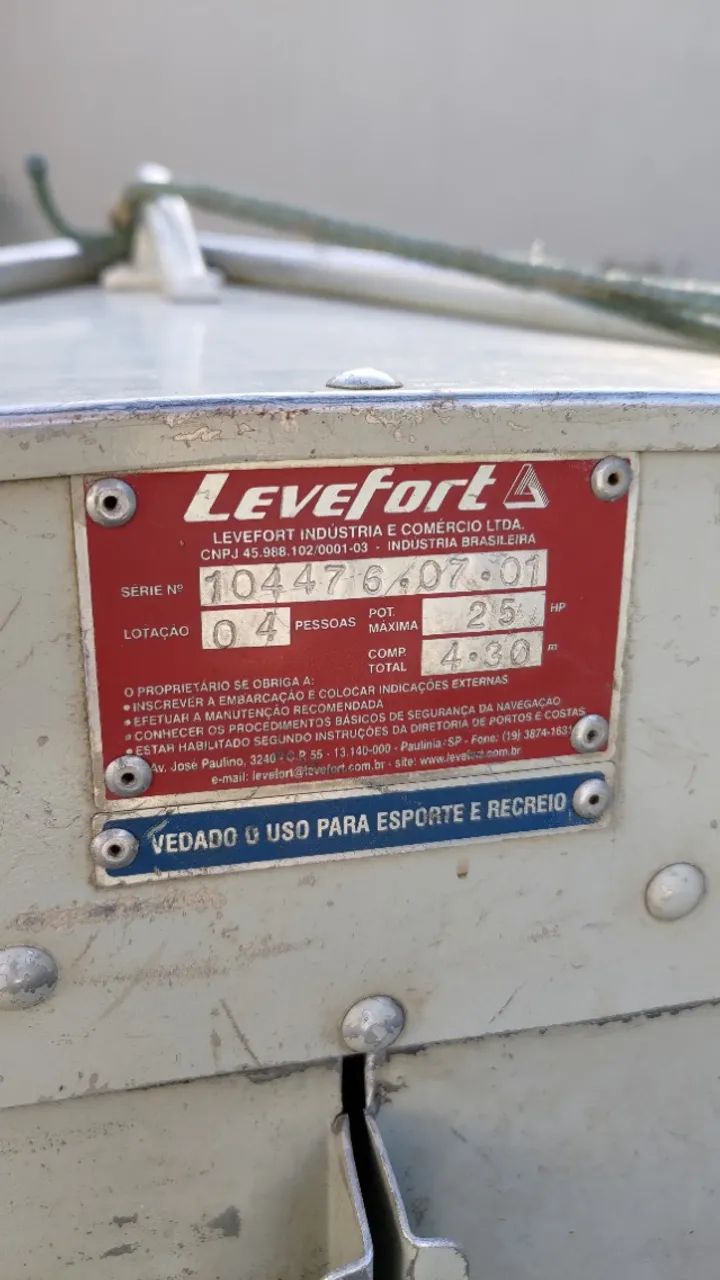 LEVEFORT
LEVEFORT INDÚSTRIA E COMÉRCIO LTDA.
CNPJ 45.988.102/0001-03 - INDÚSTRIA BRASILEIRA
SÉRIE Nº 104476.07.01
LOTAÇÃO 04 PESSOAS POT. MÁXIMA 25 HP
COMP. TOTAL 4.30 m
O PROPRIETÁRIO SE OBRIGA A:
• INSCREVER A EMBARCAÇÃO E COLOCAR INDICAÇÕES EXTERNAS
• EFETUAR A MANUTENÇÃO RECOMENDADA
• CONHECER OS PROCEDIMENTOS BÁSICOS DE SEGURANÇA DA NAVEGAÇÃO
• ESTAR HABILITADO SEGUNDO INSTRUÇÕES DA DIRETORIA DE PORTOS E COSTAS
Av. José Paulino, 3240 - C.P. 55 - 13.140-000 - Paulínia-SP - Fone: (19) 3874-1631
e-mail: levefort@levefort.com.br - site: www.levefort.com.br
VEDADO O USO PARA ESPORTE E RECREIO